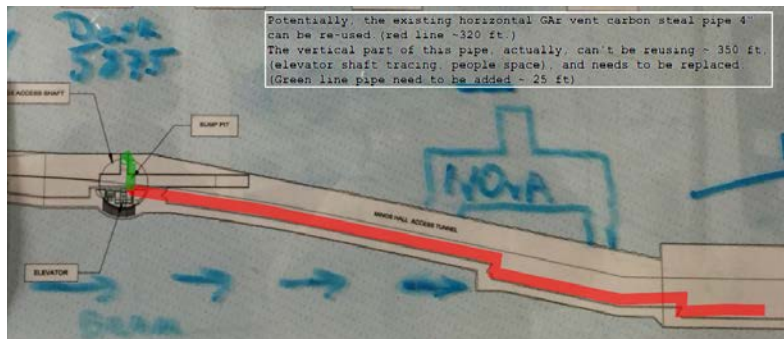 Potentially, the existing horizontal GAr vent carbon steal pipe 4"
can be re-used.(red line ~320 ft.)
The vertical part of this pipe, actually, can't be reusing ~ 350 ft.
(elevator shaft tracing, people space), and needs to be replaced
(Green line pipe need to be added ~ 25 ft)
5275
ACCESS SHAFT
SUMP PIT
NOvA
MINOS HALL ACCESS TUNNEL
ELEVATOR
Beam